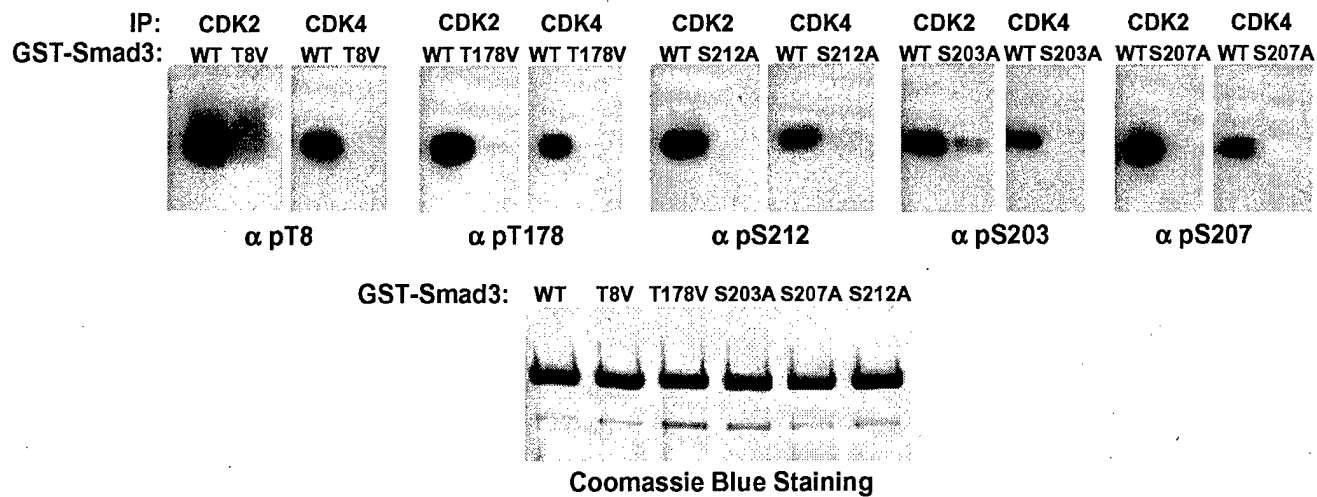 IP: CDK2 CDK4 CDK2 CDK4 CDK2 CDK4 CDK2 CDK4 CDK2 CDK4
GST-Smad3: WT T8V WT T8V WT T178V WT T178V WT S212A WT S212A WT S203A WT S203A WT S207A WT S207A
α pT8 α pT178 α pS212 α pS203 α pS207
GST-Smad3: WT T8V T178V S203A S207A S212A
Coomassie Blue Staining